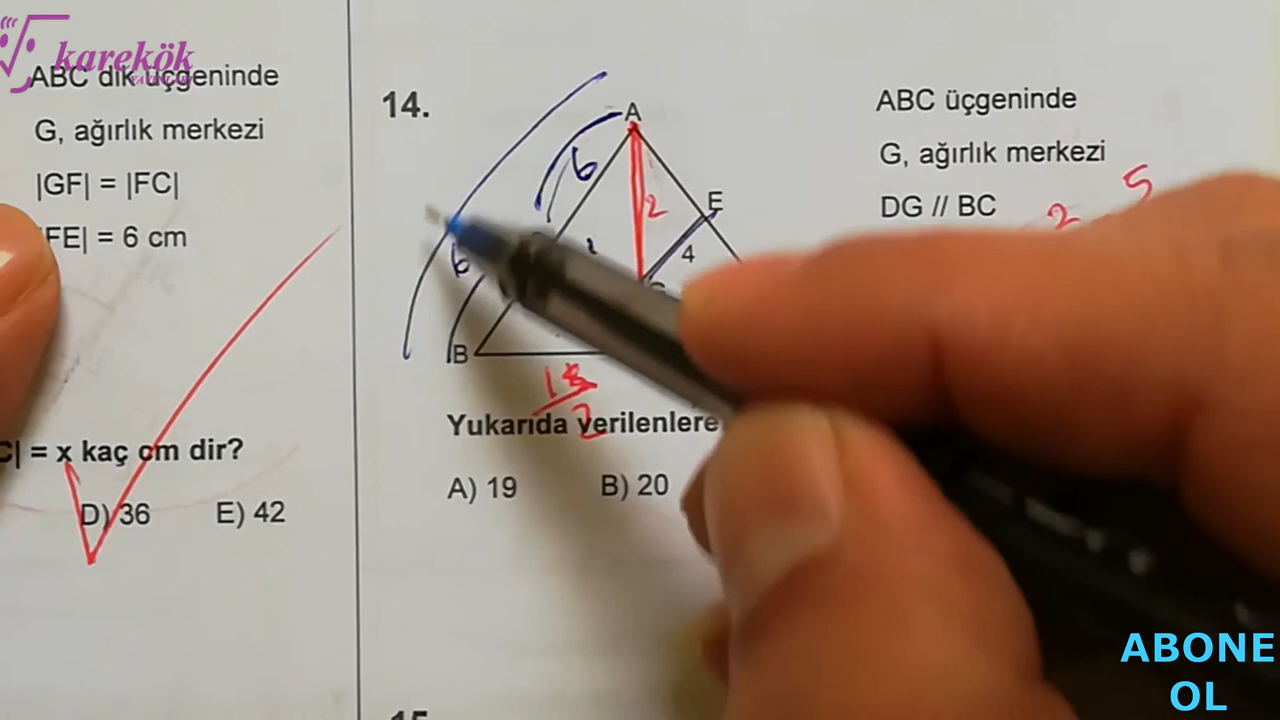 karekök
ABC dik üçgeninde
G, ağırlık merkezi
|GF| = |FC|
|FE| = 6 cm
C| = x kaç cm dir?
D) 36 E) 42
14.
A
6
2
E
4
6
B
18
2
Yukarıda verilenlere
A) 19 B) 20
ABC üçgeninde
G, ağırlık merkezi
DG // BC
2
5
15.
ABONE
OL